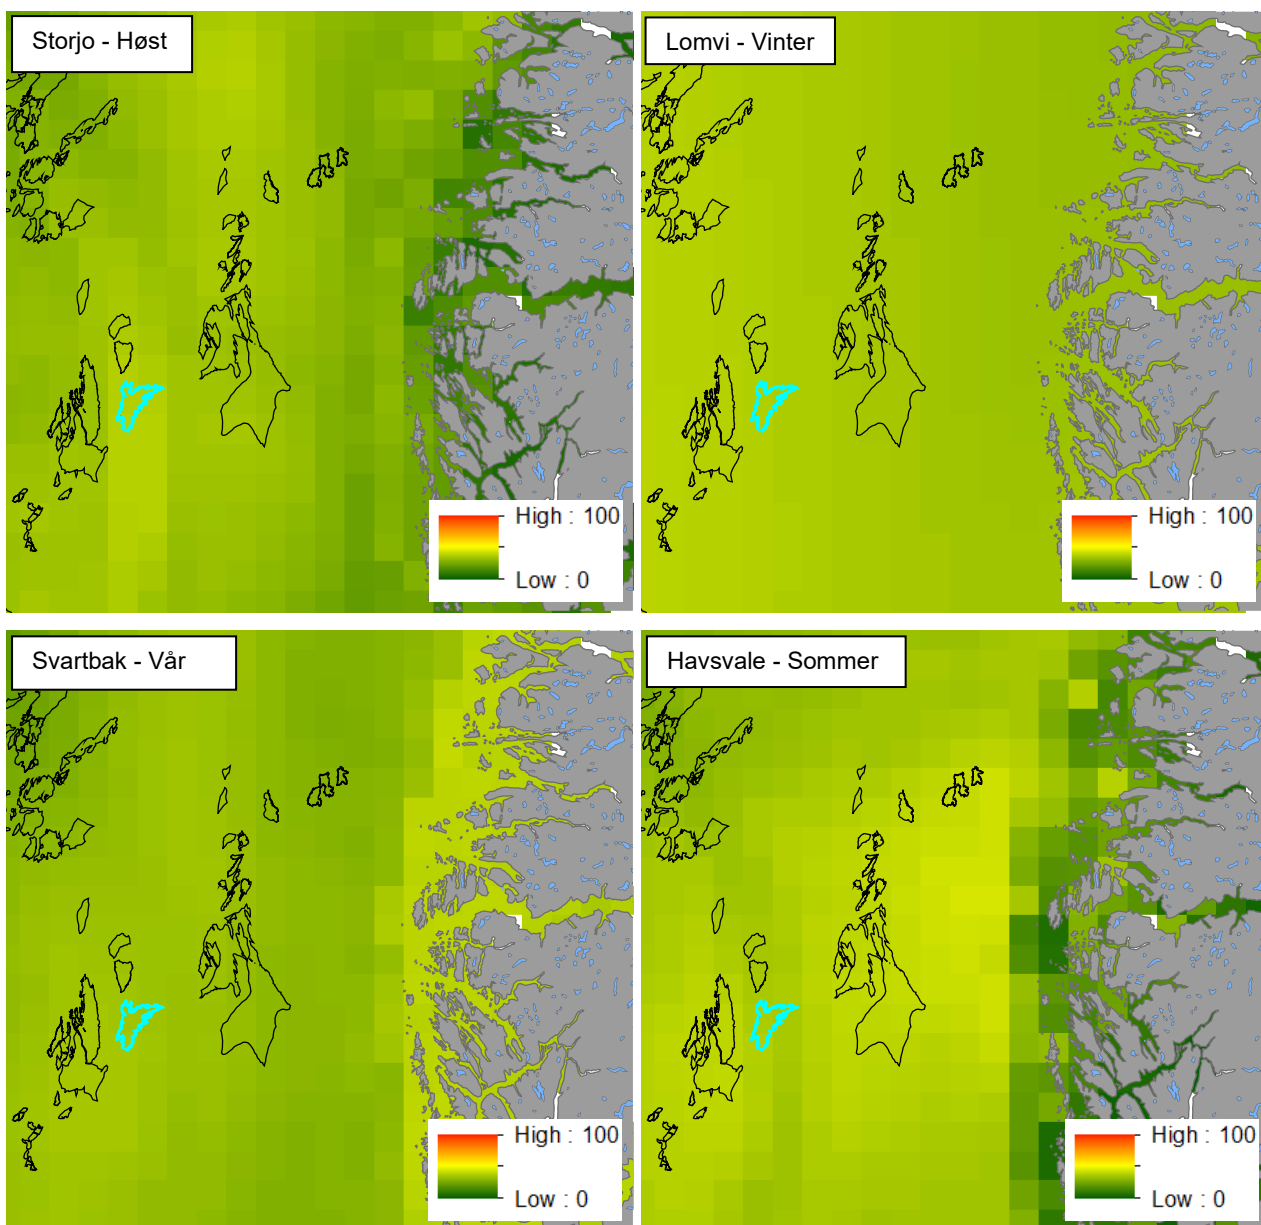 Storjo - Høst
High : 100
Low : 0
Lomvi - Vinter
High : 100
Low : 0
Svartbak - Vår
High : 100
Low : 0
Havsvale - Sommer
High : 100
Low : 0